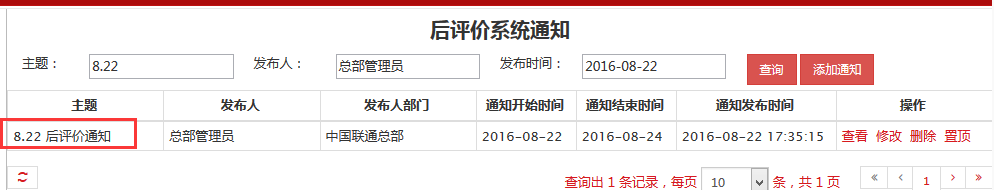 后评价系统通知
主题： 8.22 发布人： 总部管理员 发布时间： 2016-08-22 查询 添加通知
主题 发布人 发布人部门 通知开始时间 通知结束时间 通知发布时间 操作
8.22 后评价通知 总部管理员 中国联通总部 2016-08-22 2016-08-24 2016-08-22 17:35:15 查看 修改 删除 置顶
查询出 1 条记录，每页 10 条，共 1 页 « ‹ 1 › »